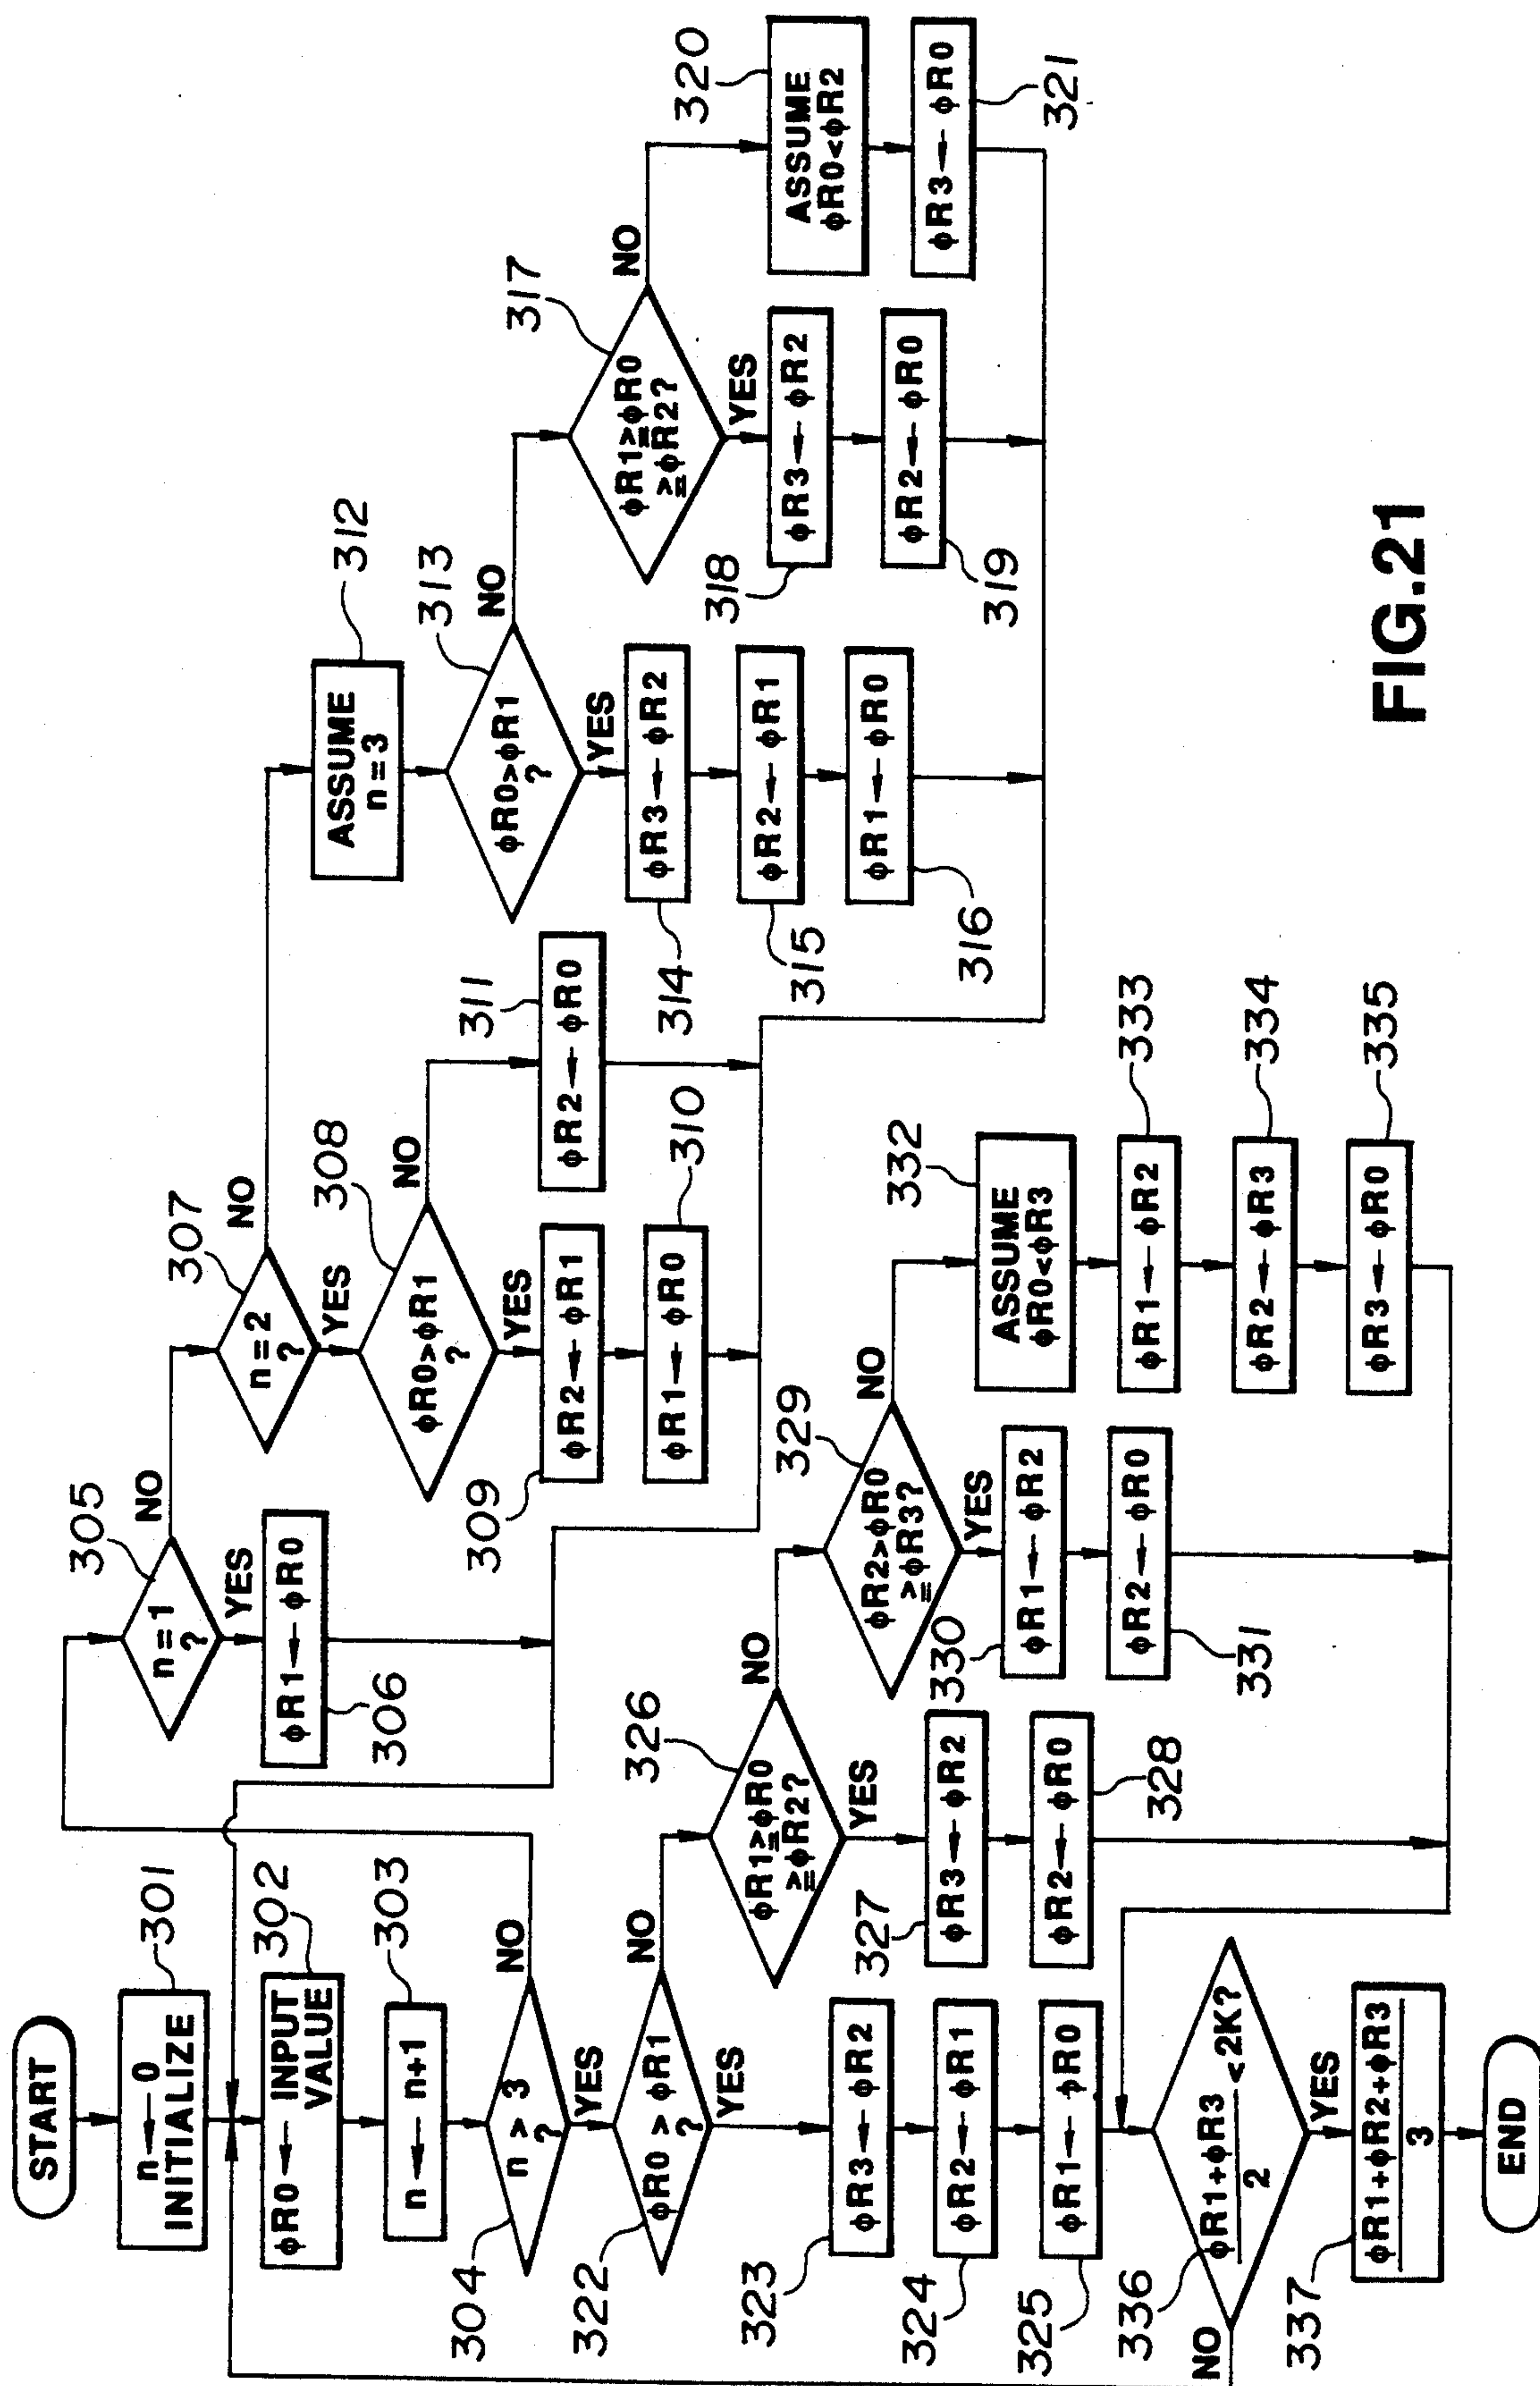 START
n←0
INITIALIZE
301
φR0← INPUT
VALUE
302
n← n+1
303
n > 3
?
304
NO
YES
n=1
?
305
NO
YES
φR1←φR0
306
n=2
?
307
NO
YES
φR0>φR1
?
308
NO
YES
φR2←φR1
309
φR1←φR0
310
φR2←φR0
311
ASSUME
n=3
312
φR0>φR1
?
313
NO
YES
φR3←φR2
314
φR2←φR1
315
φR1←φR0
316
φR1≧φR0
≧φR2?
317
NO
YES
φR3←φR2
318
φR2←φR0
319
ASSUME
φR0<φR2
320
φR3←φR0
321
φR0 > φR1
?
322
NO
YES
φR3←φR2
323
φR2←φR1
324
φR1←φR0
325
φR1≧φR0
≧φR2?
326
NO
YES
φR3←φR2
327
φR2←φR0
328
φR2>φR0
≧φR3?
329
NO
YES
φR1←φR2
330
φR2←φR0
331
ASSUME
φR0<φR3
332
φR1←φR2
333
φR2←φR3
334
φR3←φR0
335
φR1+φR3
2
<2K?
336
NO
YES
φR1+φR2+φR3
3
337
END
FIG.21